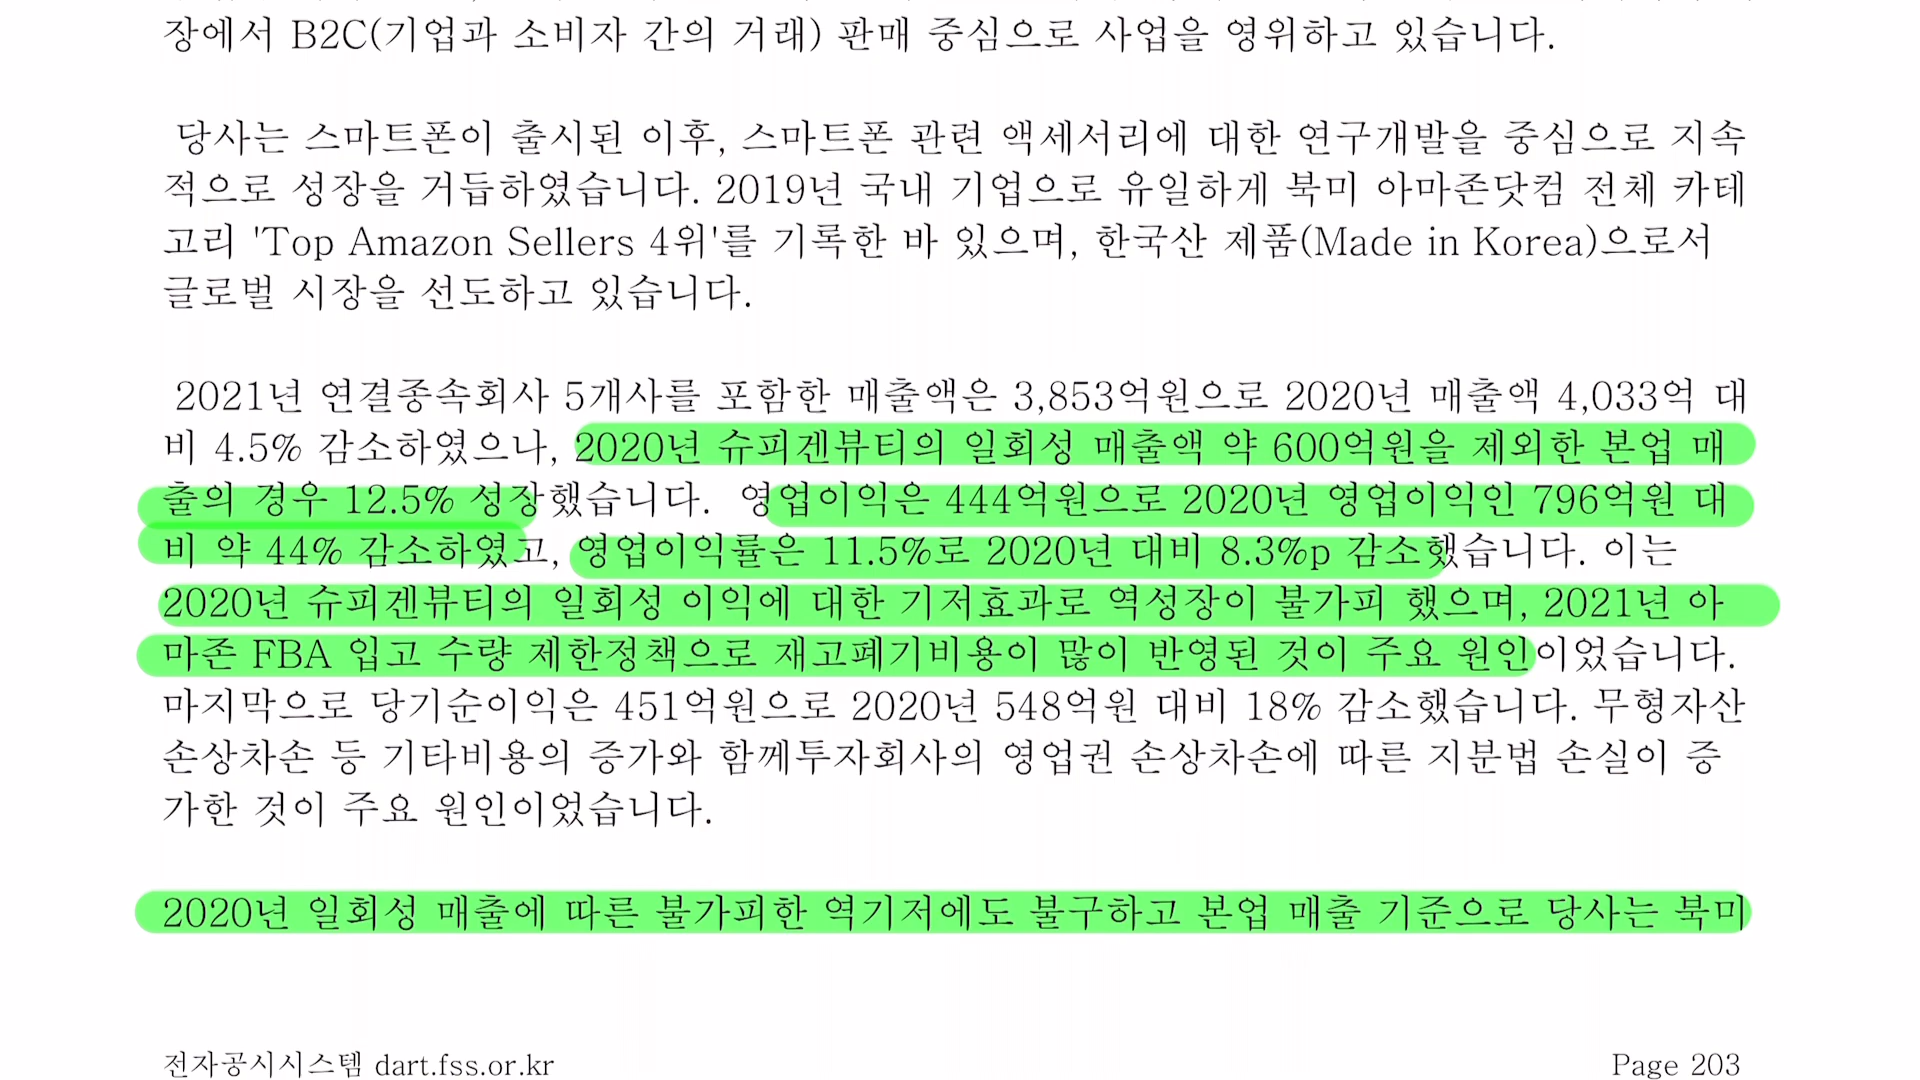 장에서 B2C(기업과 소비자 간의 거래) 판매 중심으로 사업을 영위하고 있습니다.
당사는 스마트폰이 출시된 이후, 스마트폰 관련 액세서리에 대한 연구개발을 중심으로 지속
적으로 성장을 거듭하였습니다. 2019년 국내 기업으로 유일하게 북미 아마존닷컴 전체 카테
고리 'Top Amazon Sellers 4위'를 기록한 바 있으며, 한국산 제품(Made in Korea)으로서
글로벌 시장을 선도하고 있습니다.
2021년 연결종속회사 5개사를 포함한 매출액은 3,853억원으로 2020년 매출액 4,033억 대
비 4.5% 감소하였으나, 2020년 슈피겐뷰티의 일회성 매출액 약 600억원을 제외한 본업 매
출의 경우 12.5% 성장했습니다. 영업이익은 444억원으로 2020년 영업이익인 796억원 대
비 약 44% 감소하였고, 영업이익률은 11.5%로 2020년 대비 8.3%p 감소했습니다. 이는
2020년 슈피겐뷰티의 일회성 이익에 대한 기저효과로 역성장이 불가피 했으며, 2021년 아
마존 FBA 입고 수량 제한정책으로 재고폐기비용이 많이 반영된 것이 주요 원인이었습니다.
마지막으로 당기순이익은 451억원으로 2020년 548억원 대비 18% 감소했습니다. 무형자산
손상차손 등 기타비용의 증가와 함께투자회사의 영업권 손상차손에 따른 지분법 손실이 증
가한 것이 주요 원인이었습니다.
2020년 일회성 매출에 따른 불가피한 역기저에도 불구하고 본업 매출 기준으로 당사는 북미
전자공시시스템 dart.fss.or.kr
Page 203